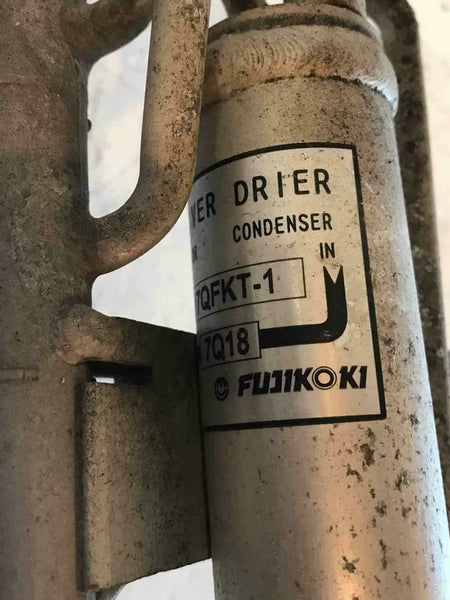 DRIER
CONDENSER
IN
7QFKT-1
7Q18
FUJIKOKI